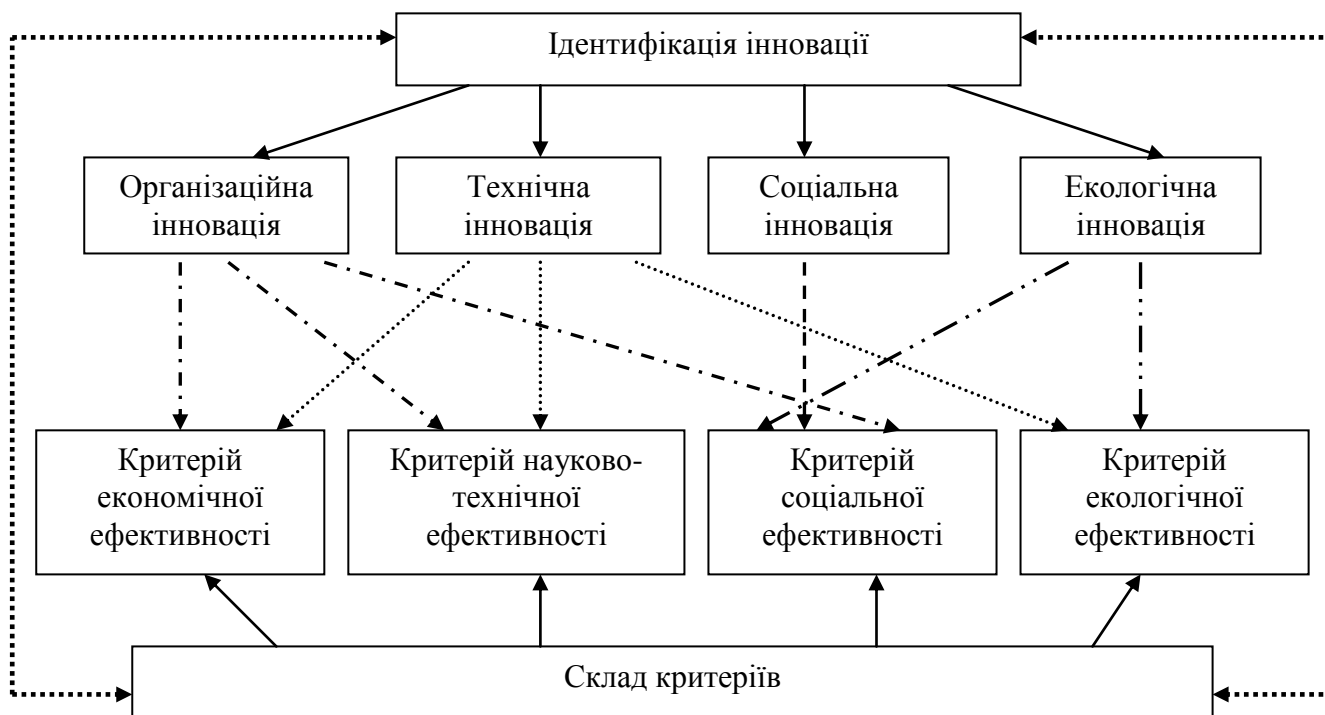 Ідентифікація інновації
Організаційна
інновація
Технічна
інновація
Соціальна
інновація
Екологічна
інновація
Критерій
економічної
ефективності
Критерій науково-
технічної
ефективності
Критерій
соціальної
ефективності
Критерій
екологічної
ефективності
Склад критеріїв